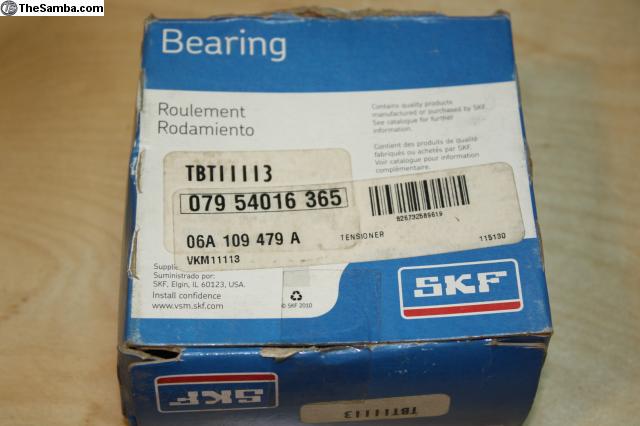 TheSamba.com
Bearing
Roulement
Rodamiento
Contains quality products
manufactured or purchased by SKF.
See catalogue for further
information.
Contient des produits de qualité
fabriqués ou achetés par SKF.
Voir catalogue pour information
complémentaire.
TBT11113
079 54016 365
06A 109 479 A
VKM11113
TENSIONER
115130
Supplie
Suministrado por:
SKF, Elgin, IL 60123, USA.
Install confidence
www.vsm.skf.com
© SKF 2010
SKF
SKF
TBT11113